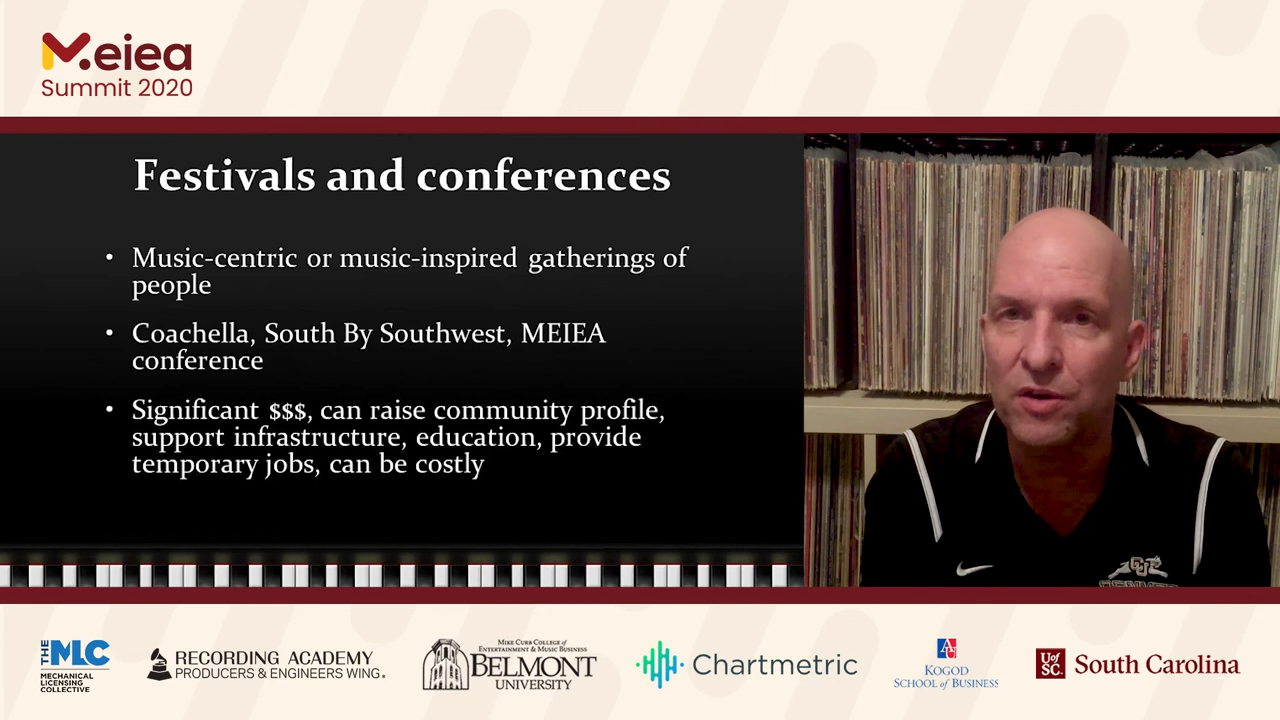 Meiea
Summit 2020
Festivals and conferences
• Music-centric or music-inspired gatherings of
people
• Coachella, South By Southwest, MEIEA
conference
• Significant $$$, can raise community profile,
support infrastructure, education, provide
temporary jobs, can be costly
THE MLC
MECHANICAL
LICENSING
COLLECTIVE
RECORDING ACADEMY
PRODUCERS & ENGINEERS WING®
MIKE CURB COLLEGE of
ENTERTAINMENT & MUSIC BUSINESS
BELMONT
UNIVERSITY
Chartmetric
AU
KOGOD
SCHOOL of BUSINESS
U of
SC
South Carolina